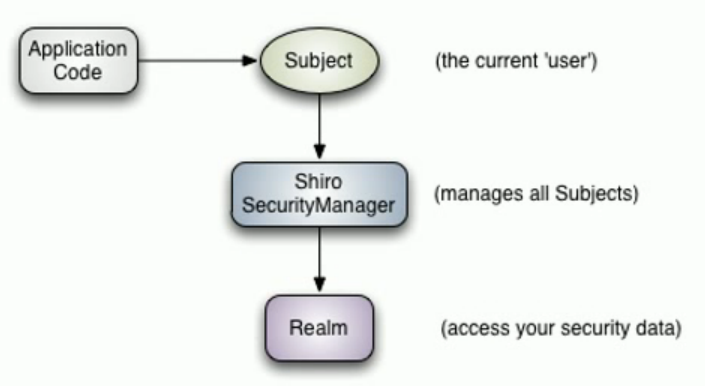 Application
Code
Subject
(the current 'user')
Shiro
SecurityManager
(manages all Subjects)
Realm
(access your security data)